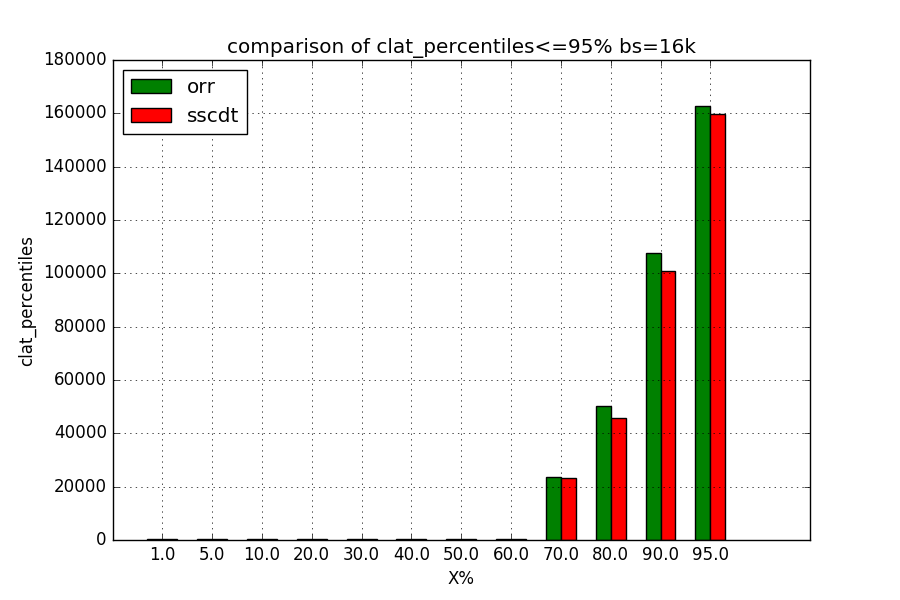 comparison of clat_percentiles<=95% bs=16k
180000
160000
140000
120000
100000
80000
60000
40000
20000
0
clat_percentiles
orr
sscdt
1.0 5.0 10.0 20.0 30.0 40.0 50.0 60.0 70.0 80.0 90.0 95.0
X%